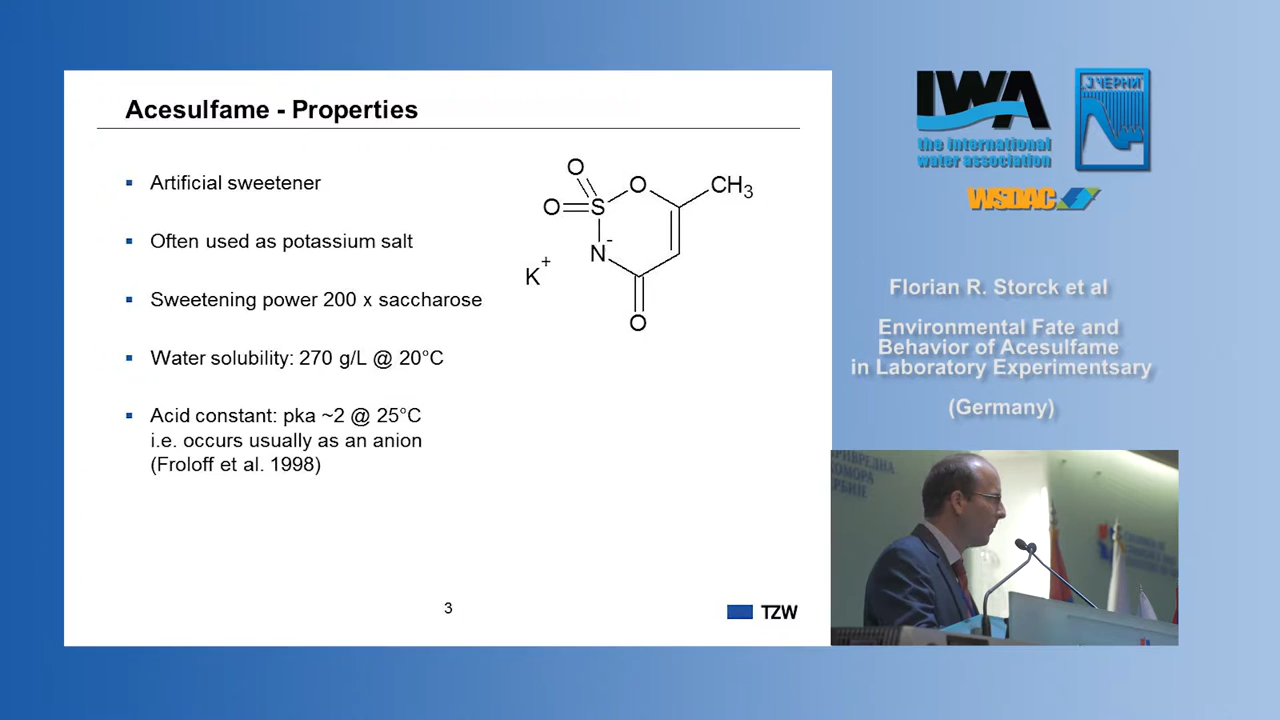 Acesulfame - Properties
Artificial sweetener
Often used as potassium salt
Sweetening power 200 x saccharose
Water solubility: 270 g/L @ 20°C
Acid constant: pka ~2 @ 25°C
i.e. occurs usually as an anion
(Froloff et al. 1998)
O
O
S
O
CH3
N-
K+
O
3
TZW
IWA
the international
water association
Ј.ЧЕРНИ
WSDAC
Florian R. Storck et al
Environmental Fate and
Behavior of Acesulfame
in Laboratory Experimentsary
(Germany)